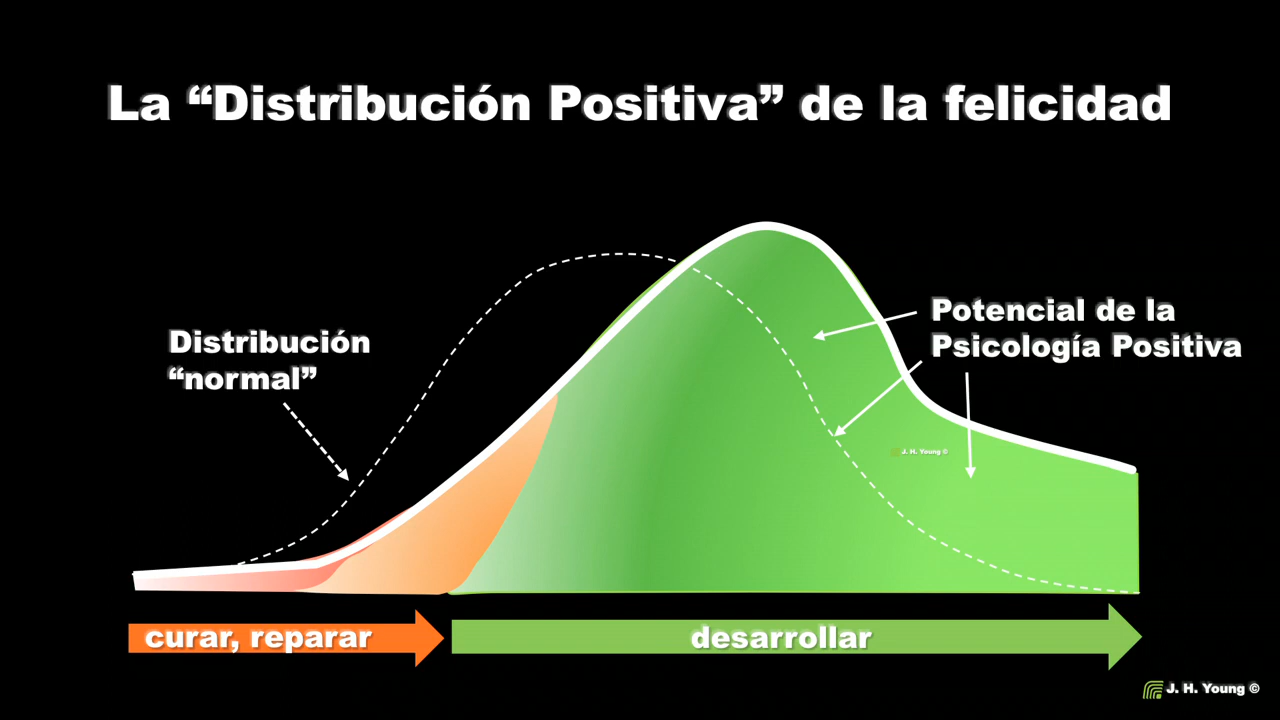 La “Distribución Positiva” de la felicidad
Distribución
“normal”
Potencial de la
Psicología Positiva
J. H. Young ©
curar, reparar
desarrollar
J. H. Young ©